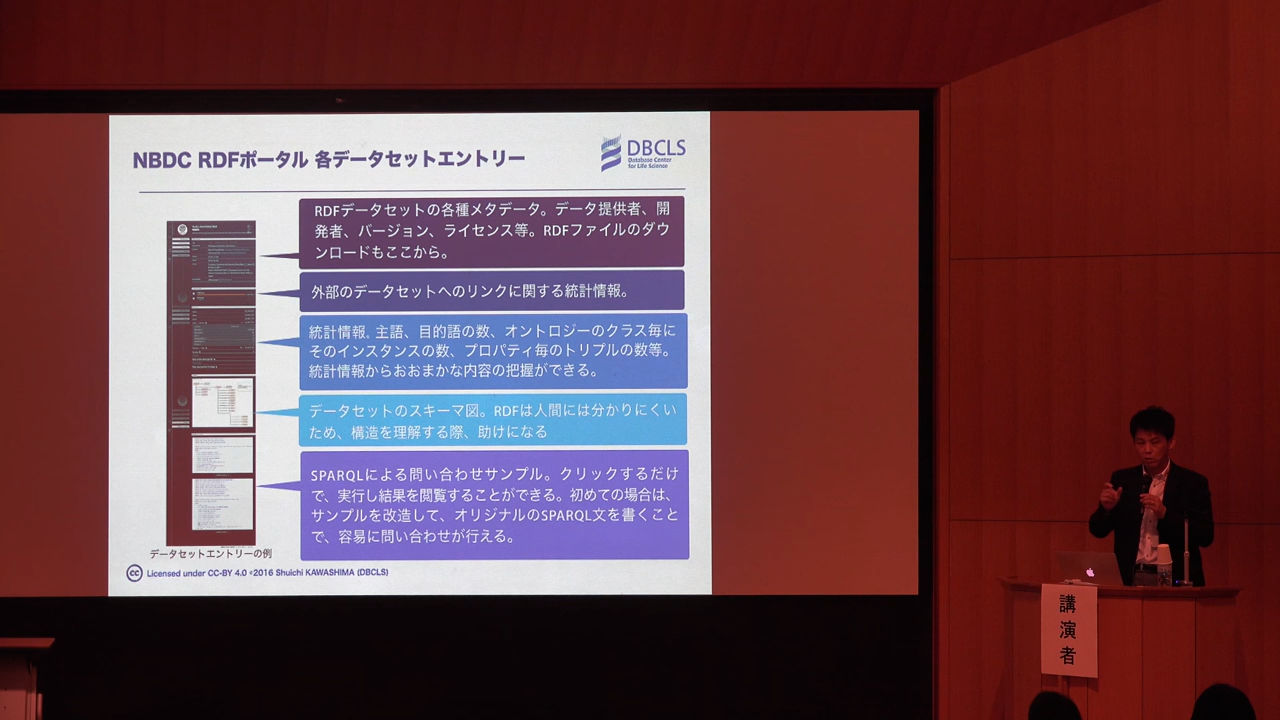 NBDC RDFポータル 各データセットエントリー
DBCLS
Database Center
for Life Science
RDFデータセットの各種メタデータ。データ提供者、開
発者、バージョン、ライセンス等。RDFファイルのダウ
ンロードもここから。
外部のデータセットへのリンクに関する統計情報。
統計情報。主語、目的語の数、オントロジーのクラス毎に
そのインスタンスの数、プロパティ毎のトリプルの数等。
統計情報からおおまかな内容の把握ができる。
データセットのスキーマ図。RDFは人間には分かりにくい
ため、構造を理解する際、助けになる
SPARQLによる問い合わせサンプル。クリックするだけ
で、実行し結果を閲覧することができる。初めての場合は、
サンプルを改造して、オリジナルのSPARQL文を書くこと
で、容易に問い合わせが行える。
データセットエントリーの例
cc Licensed under CC-BY 4.0 ©2016 Shuichi KAWASHIMA (DBCLS)
講演者